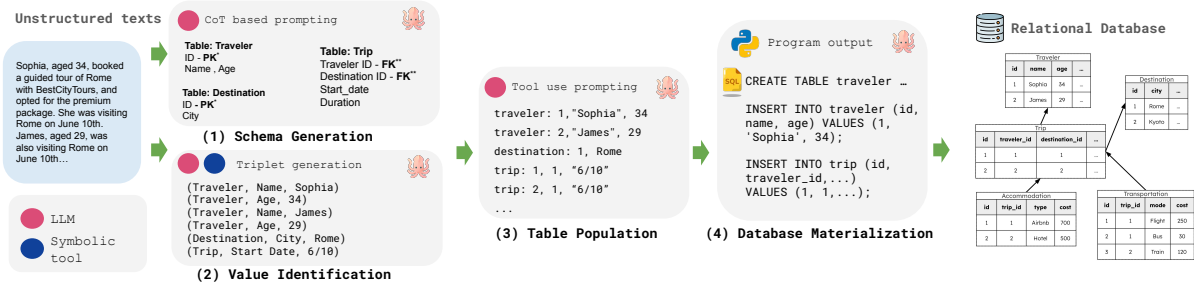 Unstructured texts
Sophia, aged 34, booked
a guided tour of Rome
with BestCityTours, and
opted for the premium
package. She was visiting
Rome on June 10th.
James, aged 29, was
also visiting Rome on
June 10th…
LLM
Symbolic
tool
CoT based prompting
Table: Traveler
ID - PK*
Name , Age
Table: Destination
ID - PK*
City
Table: Trip
Traveler ID - FK**
Destination ID - FK**
Start_date
Duration
(1) Schema Generation
Triplet generation
(Traveler, Name, Sophia)
(Traveler, Age, 34)
(Traveler, Name, James)
(Traveler, Age, 29)
(Destination, City, Rome)
(Trip, Start Date, 6/10)
(2) Value Identification
Tool use prompting
traveler: 1,"Sophia", 34
traveler: 2,"James", 29
destination: 1, Rome
trip: 1, 1, "6/10"
trip: 2, 1, "6/10"
...
(3) Table Population
Program output
SQL
CREATE TABLE traveler …
INSERT INTO traveler (id,
name, age) VALUES (1,
'Sophia', 34);
INSERT INTO trip (id,
traveler_id,...)
VALUES (1, 1,...);
(4) Database Materialization
Relational Database
Traveler
id name age ...
1 Sophia 34 ...
2 James 29 ...
Destination
id city ...
1 Rome ...
2 Kyoto ...
Trip
id traveler_id destination_id ...
1 1 1 ...
2 2 2 ...
Accommodation
id trip_id type cost
1 1 Airbnb 700
2 2 Hotel 500
Transportation
id trip_id mode cost
1 1 Flight 250
2 1 Bus 30
3 2 Train 120